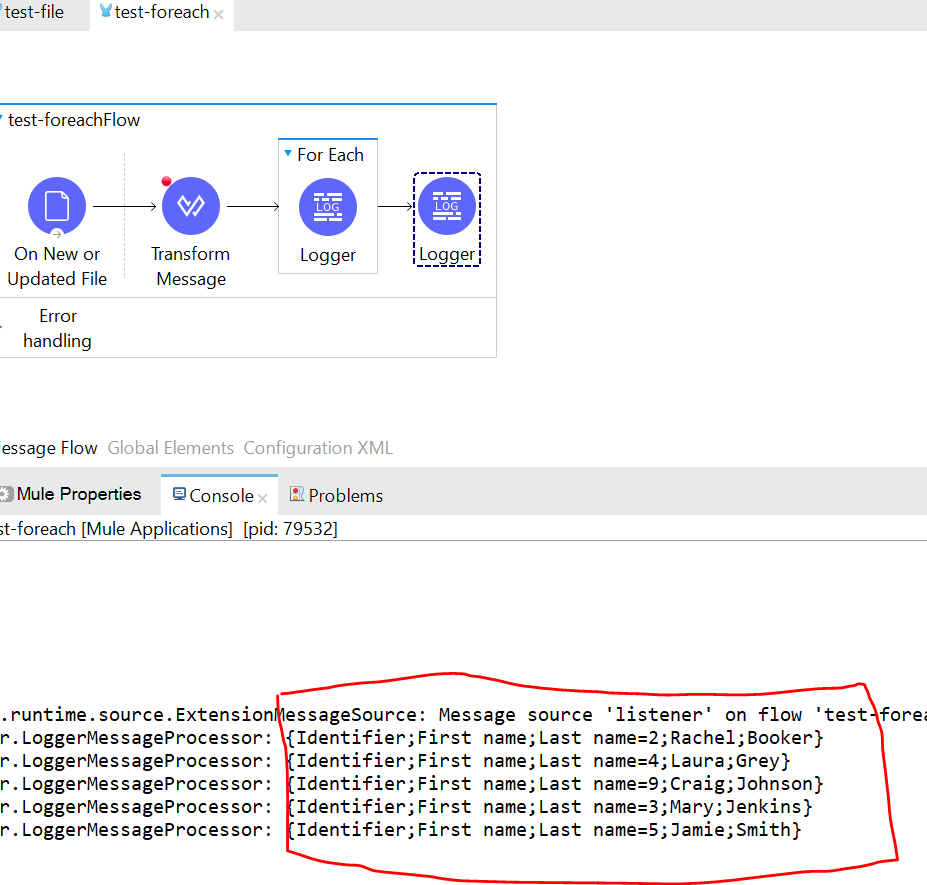 test-file
test-foreach
test-foreachFlow
For Each
LOG
LOG
On New or
Updated File
Transform
Message
Logger
Logger
Error
handling
essage Flow Global Elements Configuration XML
Mule Properties Console Problems
st-foreach [Mule Applications] [pid: 79532]
.runtime.source.ExtensionMessageSource: Message source 'listener' on flow 'test-forea
r.LoggerMessageProcessor: {Identifier;First name;Last name=2;Rachel;Booker}
r.LoggerMessageProcessor: {Identifier;First name;Last name=4;Laura;Grey}
r.LoggerMessageProcessor: {Identifier;First name;Last name=9;Craig;Johnson}
r.LoggerMessageProcessor: {Identifier;First name;Last name=3;Mary;Jenkins}
r.LoggerMessageProcessor: {Identifier;First name;Last name=5;Jamie;Smith}